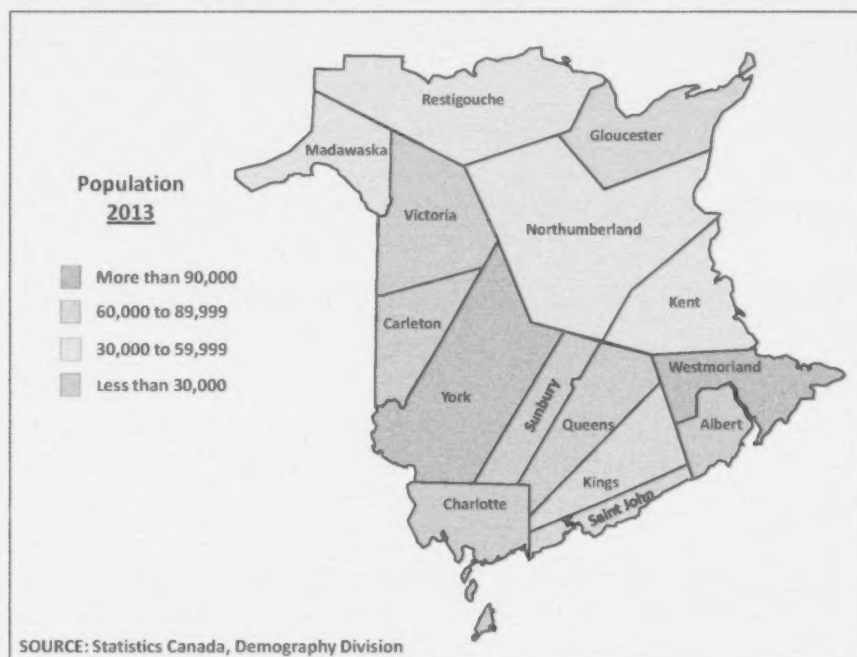 Population
2013
More than 90,000
60,000 to 89,999
30,000 to 59,999
Less than 30,000
Restigouche
Gloucester
Madawaska
Victoria
Northumberland
Carleton
Kent
Westmorland
York
Sunbury
Queens
Albert
Kings
Charlotte
Saint John
SOURCE: Statistics Canada, Demography Division